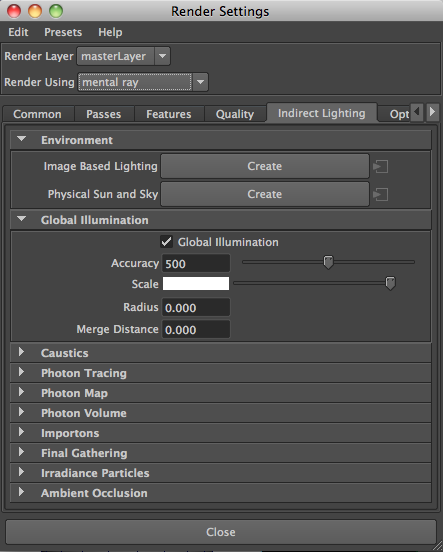 Render Settings
Edit Presets Help
Render Layer masterLayer
Render Using mental ray
Common Passes Features Quality Indirect Lighting Opt
Environment
Image Based Lighting Create
Physical Sun and Sky Create
Global Illumination
Global Illumination
Accuracy 500
Scale
Radius 0.000
Merge Distance 0.000
Caustics
Photon Tracing
Photon Map
Photon Volume
Importons
Final Gathering
Irradiance Particles
Ambient Occlusion
Close